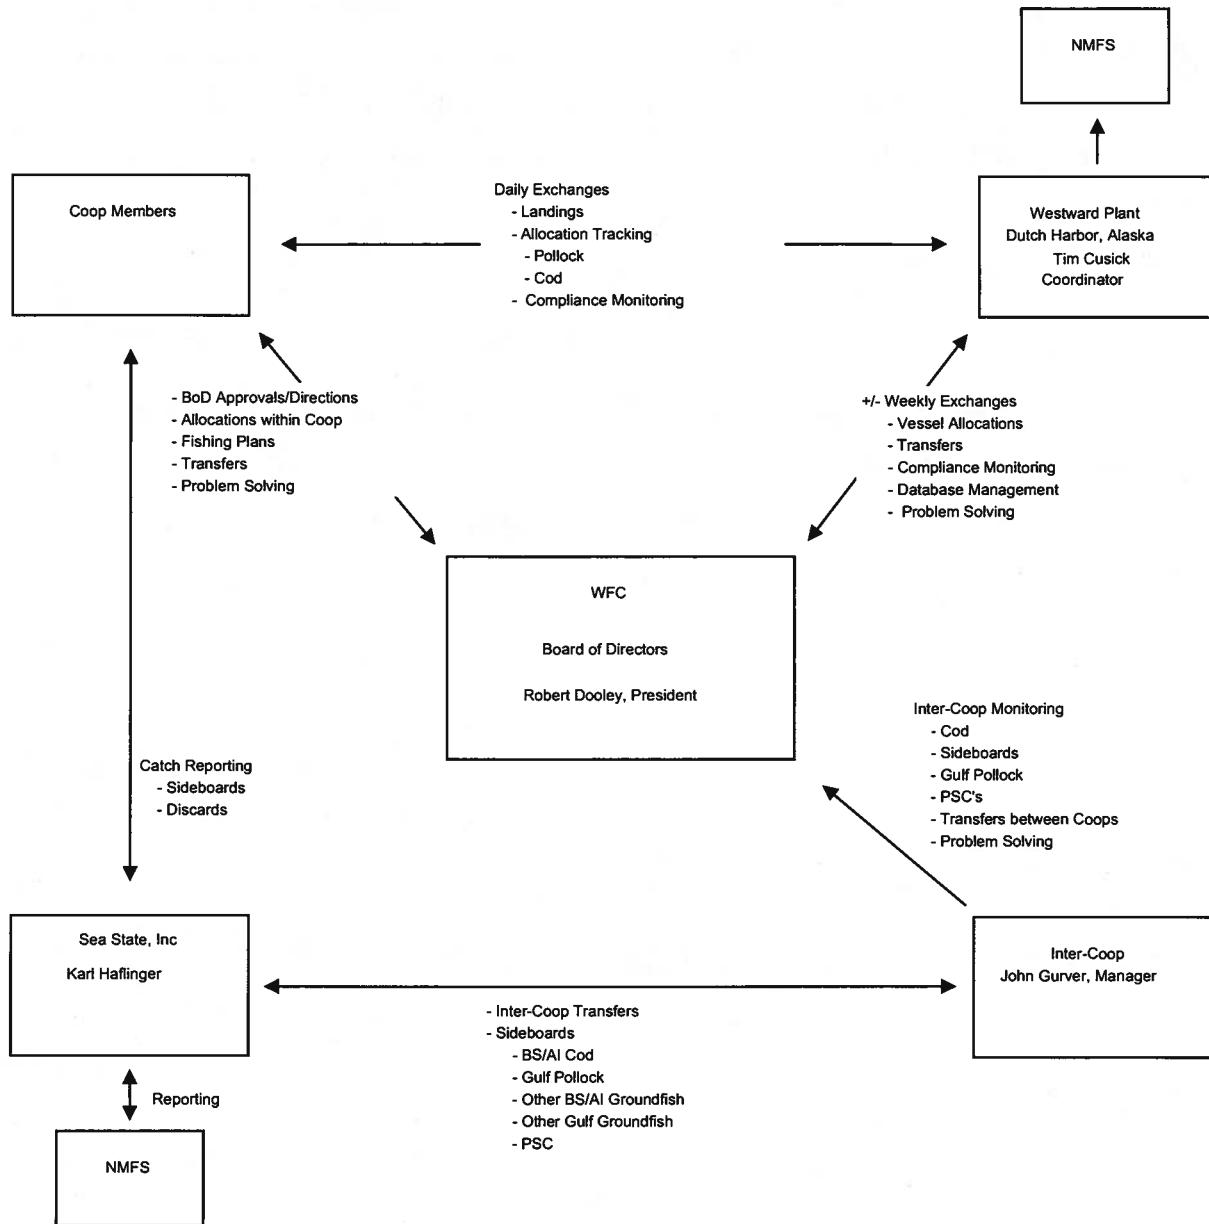 NMFS
Coop Members
Daily Exchanges
- Landings
- Allocation Tracking
- Pollock
- Cod
- Compliance Monitoring
Westward Plant
Dutch Harbor, Alaska
Tim Cusick
Coordinator
- BoD Approvals/Directions
- Allocations within Coop
- Fishing Plans
- Transfers
- Problem Solving
+/- Weekly Exchanges
- Vessel Allocations
- Transfers
- Compliance Monitoring
- Database Management
- Problem Solving
WFC
Board of Directors
Robert Dooley, President
Inter-Coop Monitoring
- Cod
- Sideboards
- Gulf Pollock
- PSC's
- Transfers between Coops
- Problem Solving
Catch Reporting
- Sideboards
- Discards
Sea State, Inc
Karl Haflinger
Inter-Coop
John Gurver, Manager
- Inter-Coop Transfers
- Sideboards
- BS/AI Cod
- Gulf Pollock
- Other BS/AI Groundfish
- Other Gulf Groundfish
- PSC
Reporting
NMFS